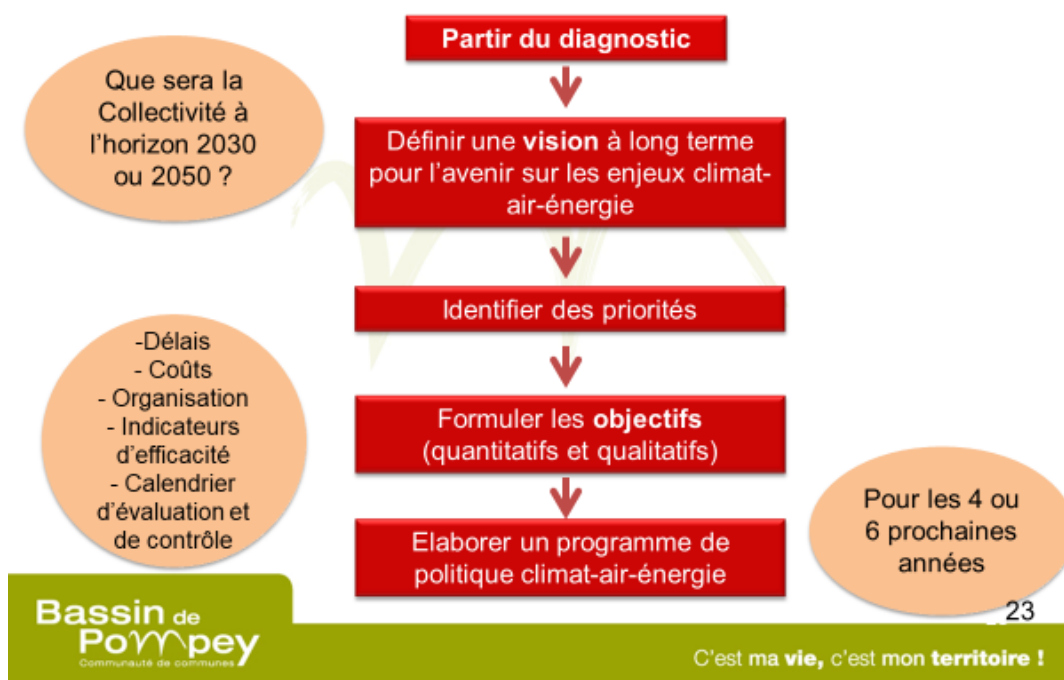 Partir du diagnostic
Que sera la
Collectivité à
l'horizon 2030
ou 2050 ?
Définir une vision à long terme
pour l'avenir sur les enjeux climat-
air-énergie
Identifier des priorités
-Délais
- Coûts
- Organisation
- Indicateurs
d'efficacité
- Calendrier
d'évaluation et
de contrôle
Formuler les objectifs
(quantitatifs et qualitatifs)
Elaborer un programme de
politique climat-air-énergie
Pour les 4 ou
6 prochaines
années
23
Bassin de
Pompey
Communauté de communes
C'est ma vie, c'est mon territoire !